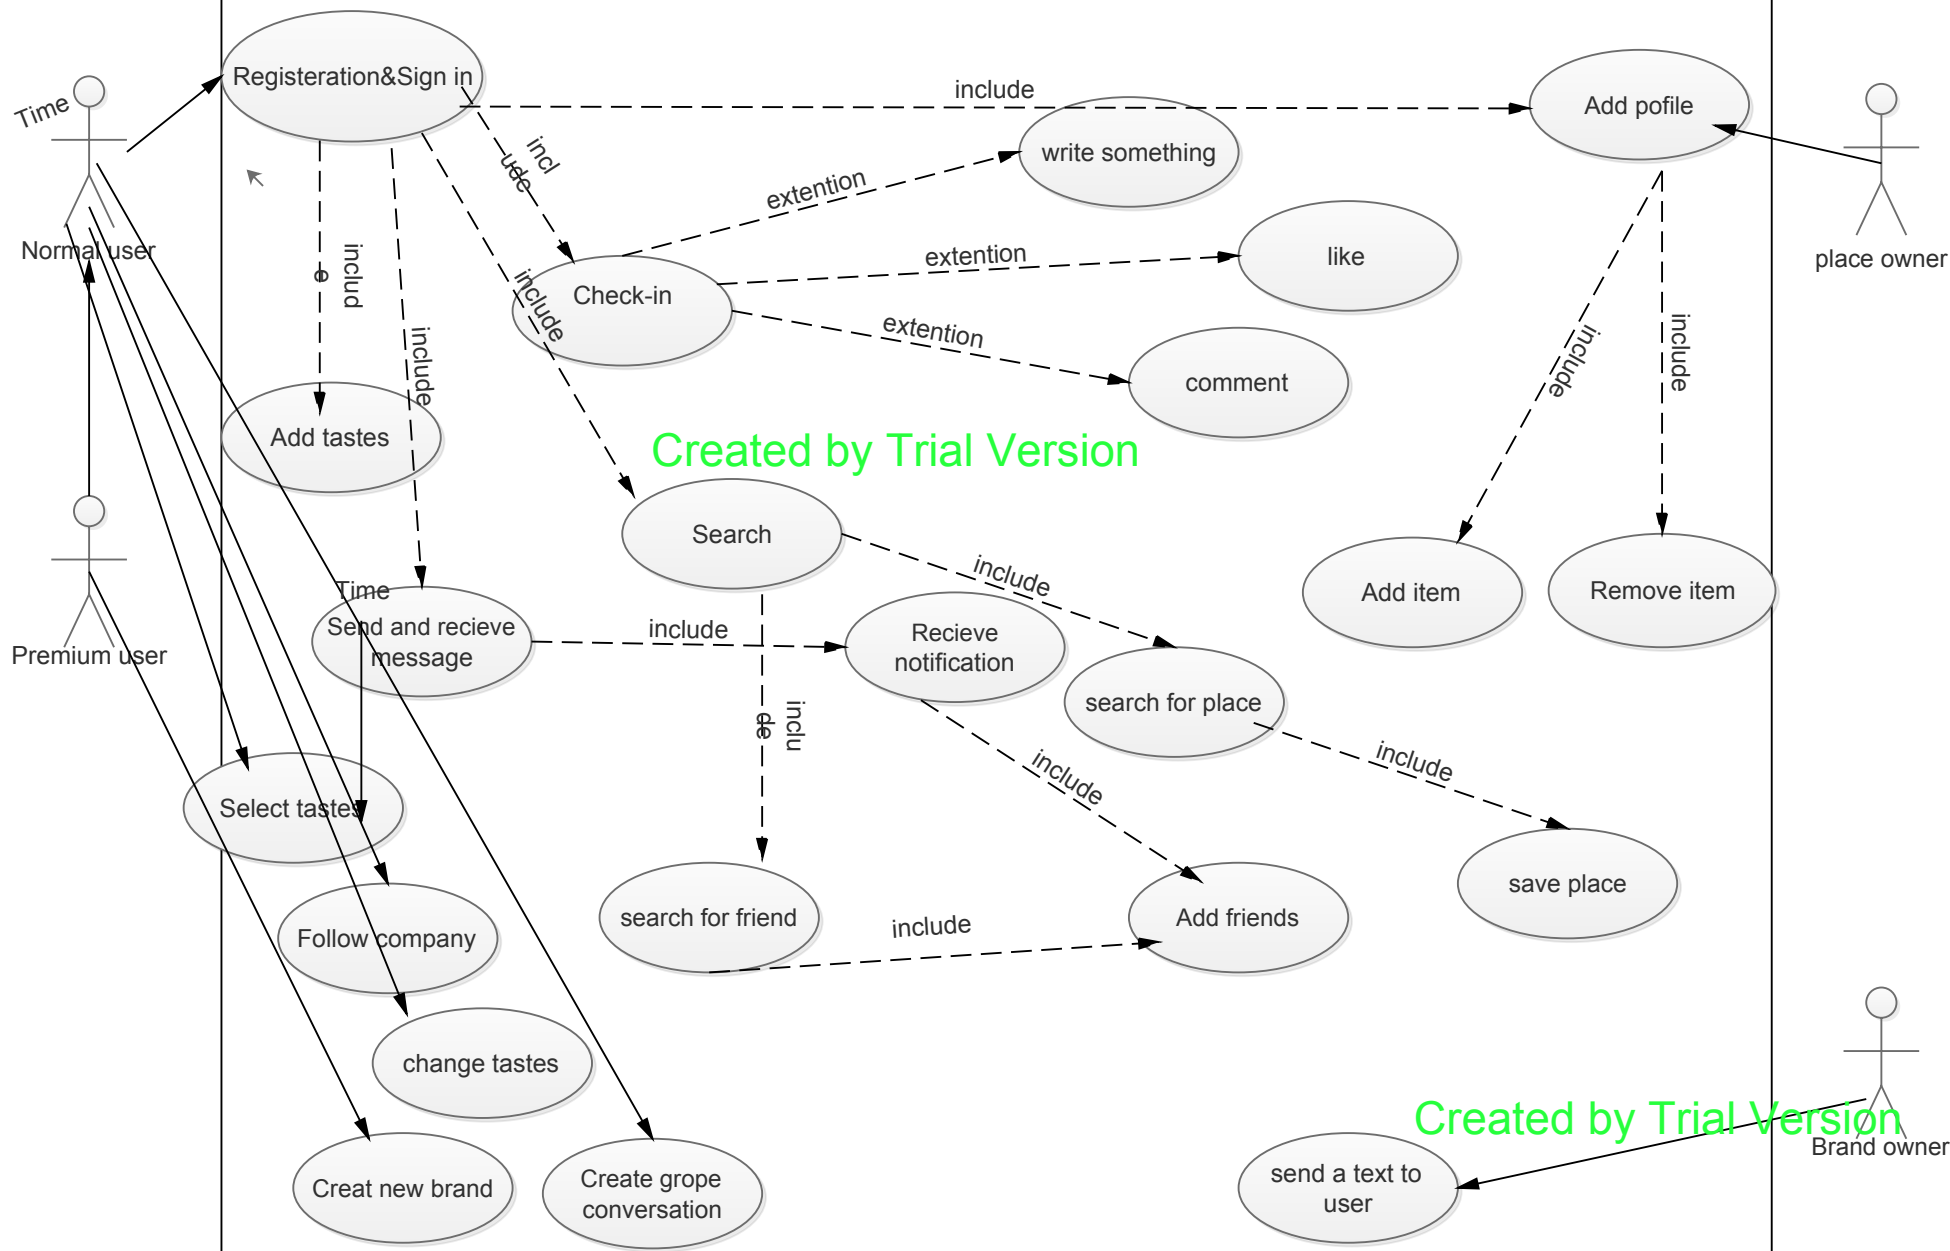 Registeration&Sign in
include
Add pofile
Time
write something
incl
ude
extention
Normal user
includ
e
extention
like
place owner
include
Check-in
extention
include
include
include
comment
Add tastes
Created by Trial Version
Search
include
Add item
Remove item
Time
Send and recieve
message
include
Recieve
notification
Premium user
search for place
inclu
de
include
include
Select tastes
save place
search for friend
include
Add friends
Follow company
change tastes
Created by Trial Version
Brand owner
Creat new brand
Create grope
conversation
send a text to
user